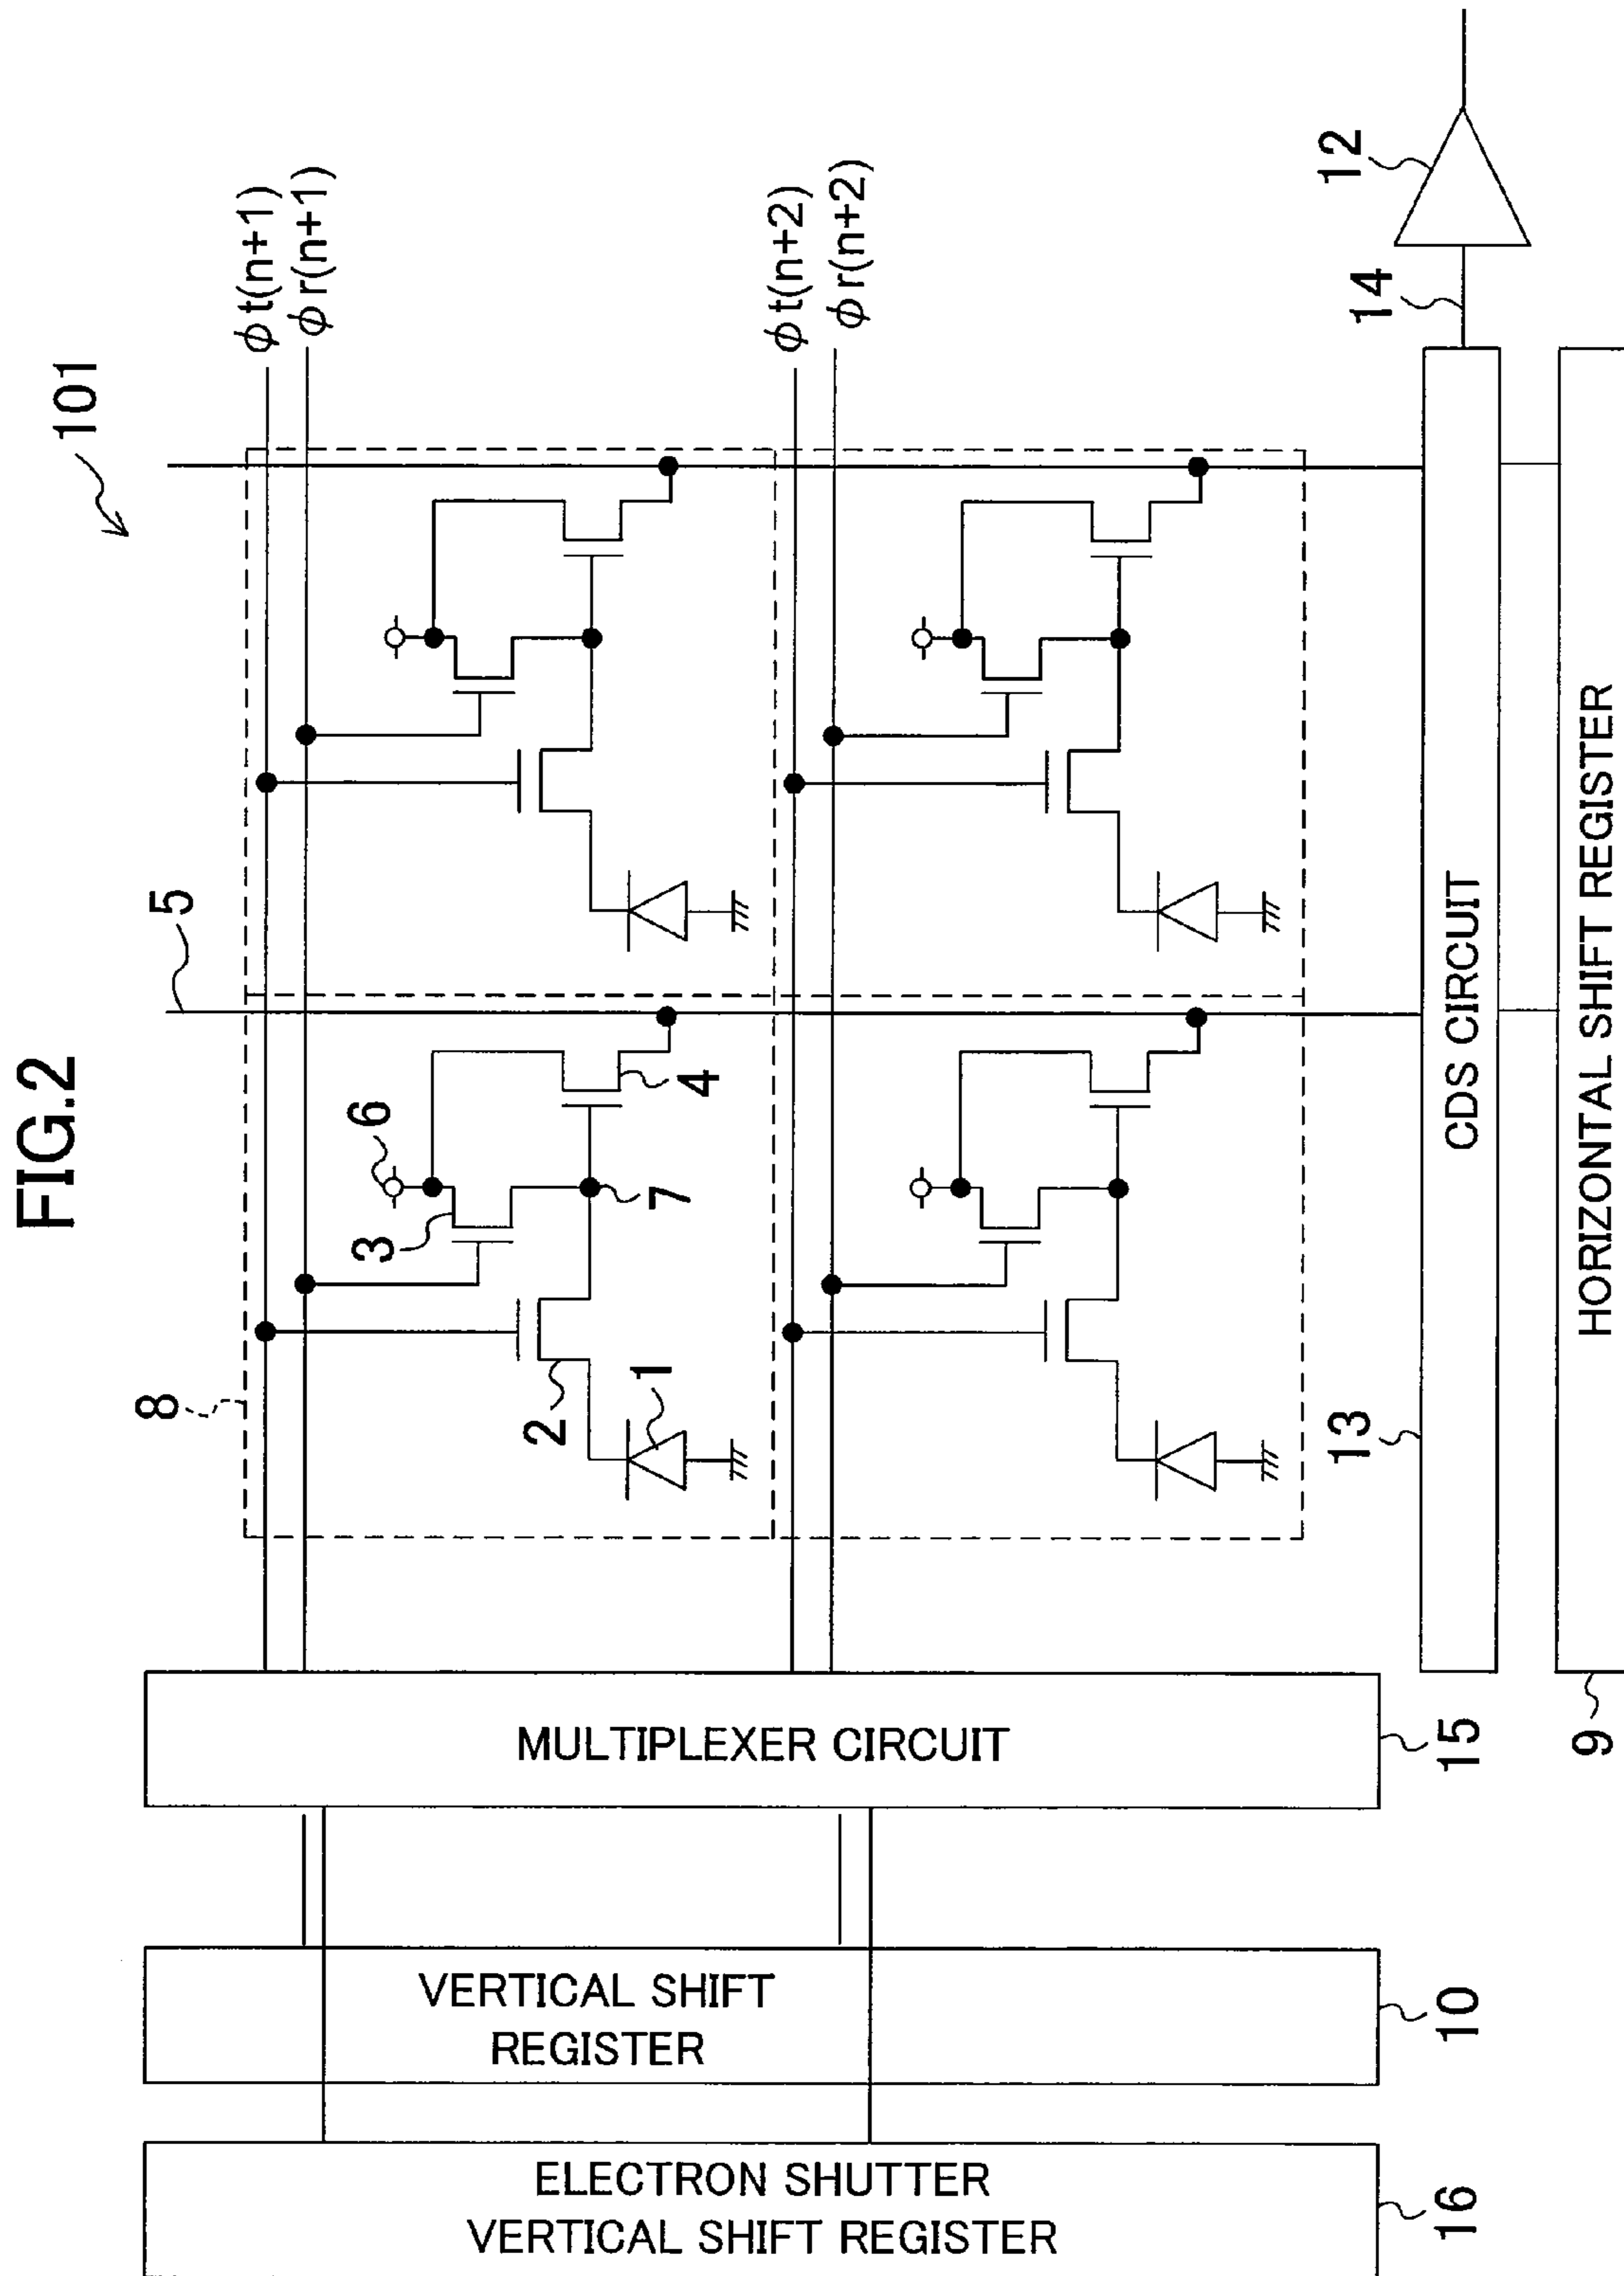 FIG.2
101
φt(n+1)
φr(n+1)
φt(n+2)
φr(n+2)
5
8
6
3
4
7
2
1
12
14
13
CDS CIRCUIT
9
HORIZONTAL SHIFT REGISTER
MULTIPLEXER CIRCUIT
15
VERTICAL SHIFT
REGISTER
10
ELECTRON SHUTTER
VERTICAL SHIFT REGISTER
16